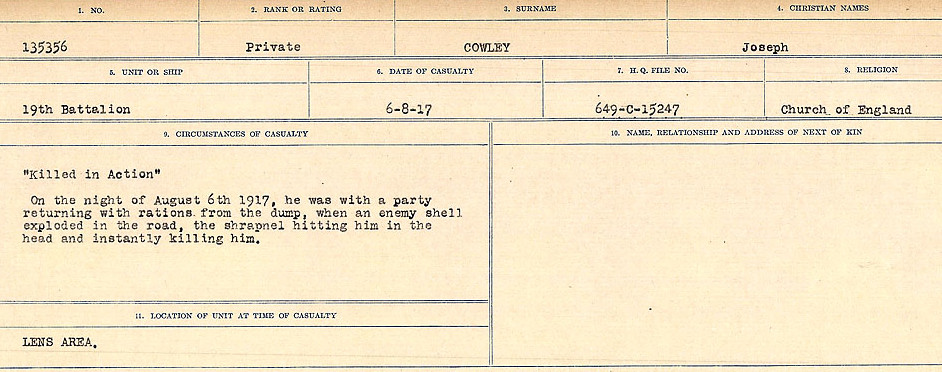 1. NO. 2. RANK OR RATING 3. SURNAME 4. CHRISTIAN NAMES
135356 Private COWLEY Joseph
5. UNIT OR SHIP 6. DATE OF CASUALTY 7. H. Q. FILE NO. 8. RELIGION
19th Battalion 6-8-17 649-C-15247 Church of England
9. CIRCUMSTANCES OF CASUALTY 10. NAME, RELATIONSHIP AND ADDRESS OF NEXT OF KIN
"Killed in Action"
On the night of August 6th 1917, he was with a party
returning with rations from the dump, when an enemy shell
exploded in the road, the shrapnel hitting him in the
head and instantly killing him.
11. LOCATION OF UNIT AT TIME OF CASUALTY
LENS AREA.